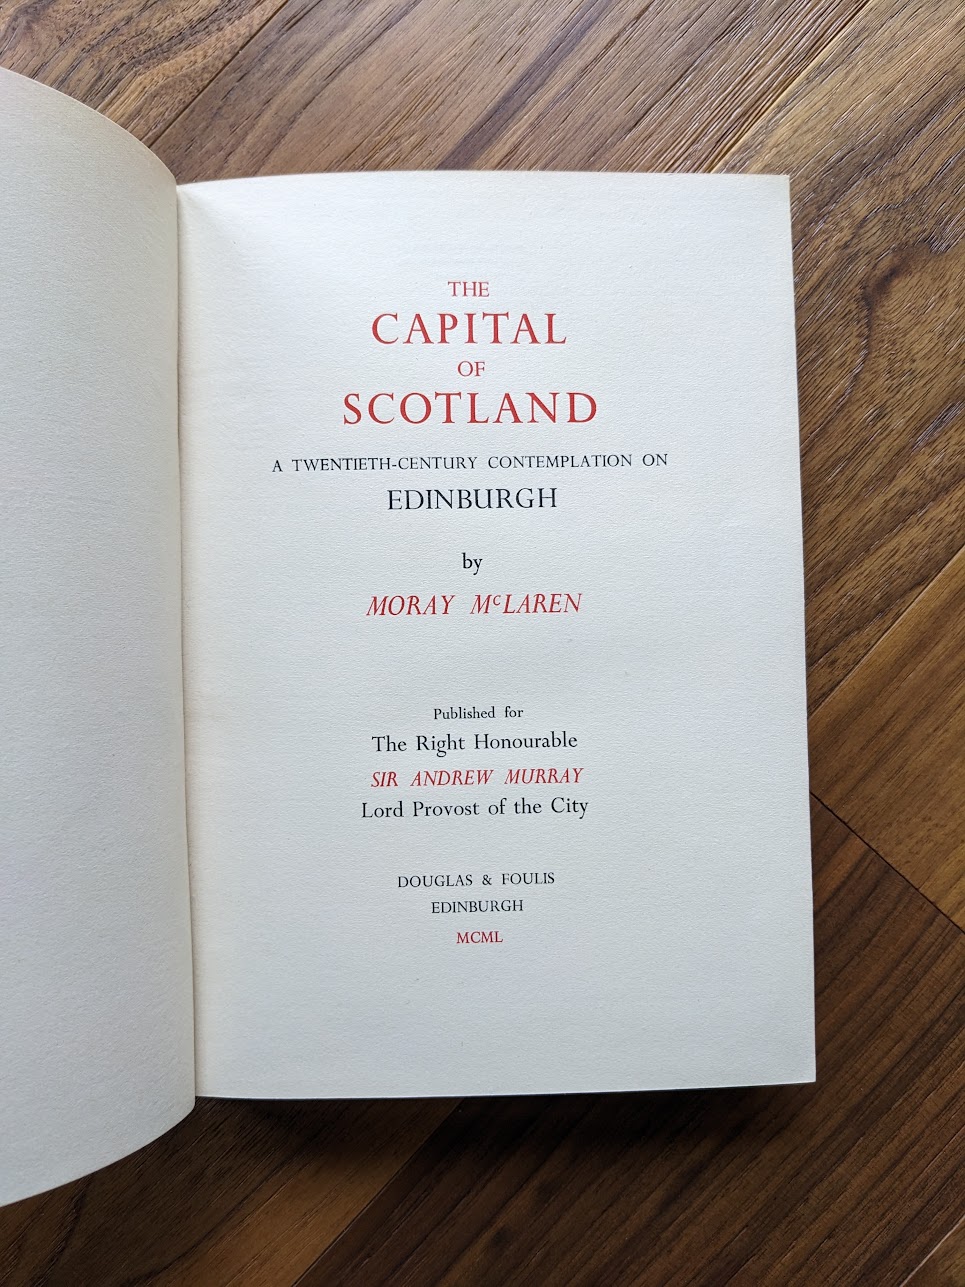 THE
CAPITAL
OF
SCOTLAND
A TWENTIETH-CENTURY CONTEMPLATION ON
EDINBURGH
by
MORAY McLAREN
Published for
The Right Honourable
SIR ANDREW MURRAY
Lord Provost of the City
DOUGLAS & FOULIS
EDINBURGH
MCML